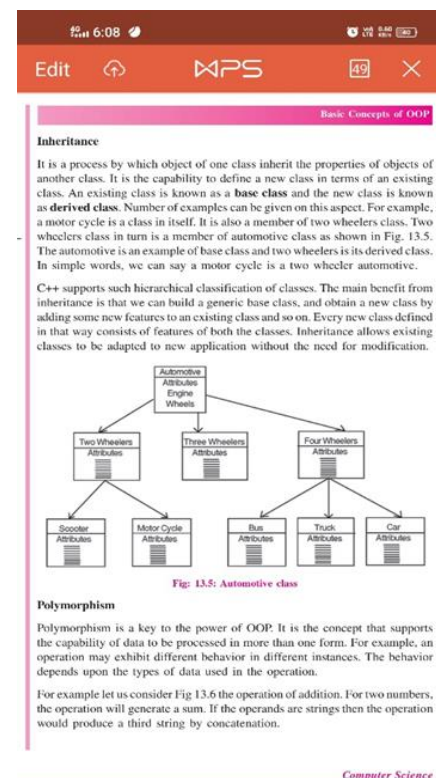 4G 6:08
VoLTE LTE 0.60 KB/s 40
Edit WPS 49
Basic Concepts of OOP
Inheritance
It is a process by which object of one class inherit the properties of objects of
another class. It is the capability to define a new class in terms of an existing
class. An existing class is known as a base class and the new class is known
as derived class. Number of examples can be given on this aspect. For example,
a motor cycle is a class in itself. It is also a member of two wheelers class. Two
wheelers class in turn is a member of automotive class as shown in Fig. 13.5.
The automotive is an example of base class and two wheelers is its derived class.
In simple words, we can say a motor cycle is a two wheeler automotive.
C++ supports such hierarchical classification of classes. The main benefit from
inheritance is that we can build a generic base class, and obtain a new class by
adding some new features to an existing class and so on. Every new class defined
in that way consists of features of both the classes. Inheritance allows existing
classes to be adapted to new application without the need for modification.
Automotive
Attributes
Engine
Wheels
Two Wheelers Three Wheelers Four Wheelers
Attributes Attributes Attributes
Scooter Motor Cycle Bus Truck Car
Attributes Attributes Attributes Attributes Attributes
Fig: 13.5: Automotive class
Polymorphism
Polymorphism is a key to the power of OOP. It is the concept that supports
the capability of data to be processed in more than one form. For example, an
operation may exhibit different behavior in different instances. The behavior
depends upon the types of data used in the operation.
For example let us consider Fig 13.6 the operation of addition. For two numbers,
the operation will generate a sum. If the operands are strings then the operation
would produce a third string by concatenation.
Computer Science